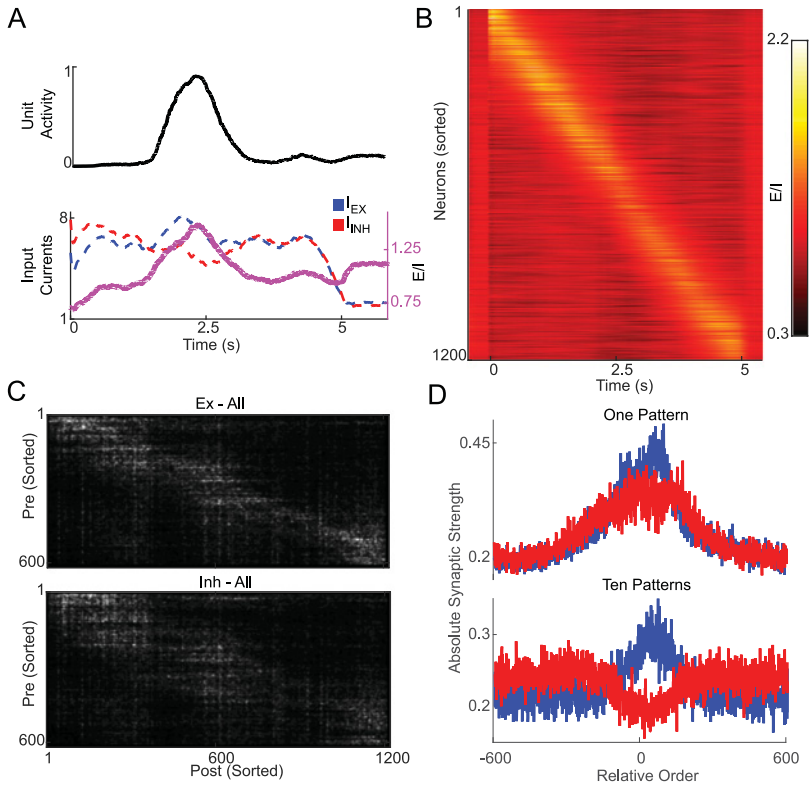 A
1
0
Unit
Activity
I EX
I INH
8
1
Input
Currents
1.25
0.75
E/I
0
2.5
5
Time (s)
B
1
1200
Neurons (sorted)
0
2.5
5
Time (s)
2.2
0.3
E/I
C
Ex - All
1
600
Pre (Sorted)
Inh - All
1
600
Pre (Sorted)
1
600
1200
Post (Sorted)
D
One Pattern
0.45
0.2
Absolute Synaptic Strength
Ten Patterns
0.3
0.2
-600
0
600
Relative Order